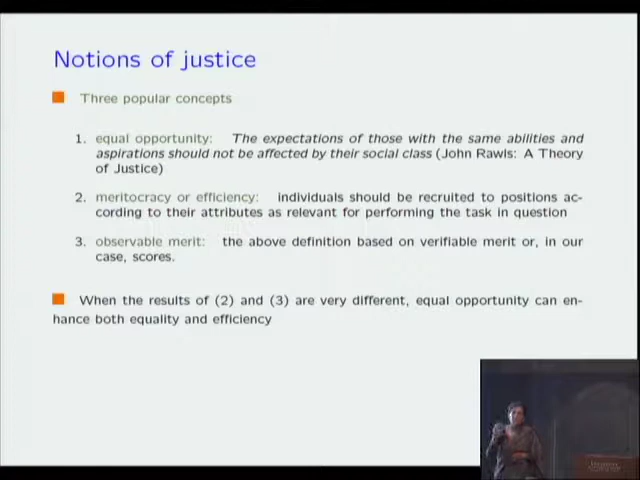 Notions of justice
Three popular concepts
1. equal opportunity: The expectations of those with the same abilities and
aspirations should not be affected by their social class (John Rawls: A Theory
of Justice)
2. meritocracy or efficiency: individuals should be recruited to positions ac-
cording to their attributes as relevant for performing the task in question
3. observable merit: the above definition based on verifiable merit or, in our
case, scores.
When the results of (2) and (3) are very different, equal opportunity can en-
hance both equality and efficiency